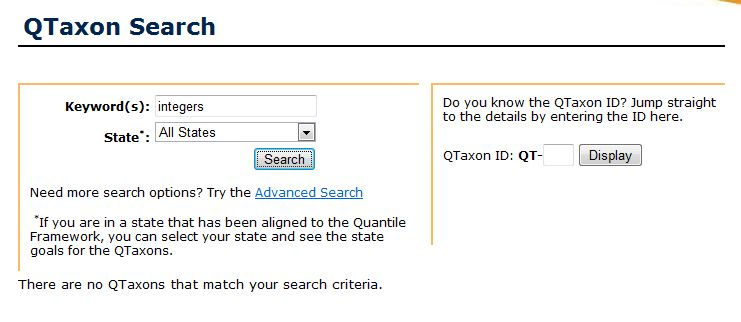 QTaxon Search
Keyword(s): integers
State*: All States
Search
Need more search options? Try the Advanced Search
*If you are in a state that has been aligned to the Quantile
Framework, you can select your state and see the state
goals for the QTaxons.
Do you know the QTaxon ID? Jump straight
to the details by entering the ID here.
QTaxon ID: QT- Display
There are no QTaxons that match your search criteria.